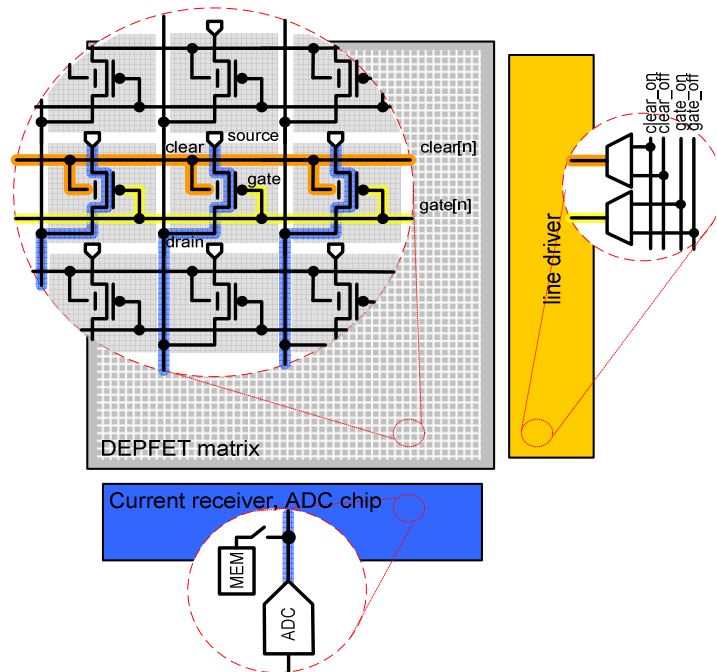 source
clear
clear[n]
gate
gate[n]
drain
DEPFET matrix
line driver
clear_on
clear_off
gate_on
gate_off
Current receiver, ADC chip
MEM
ADC